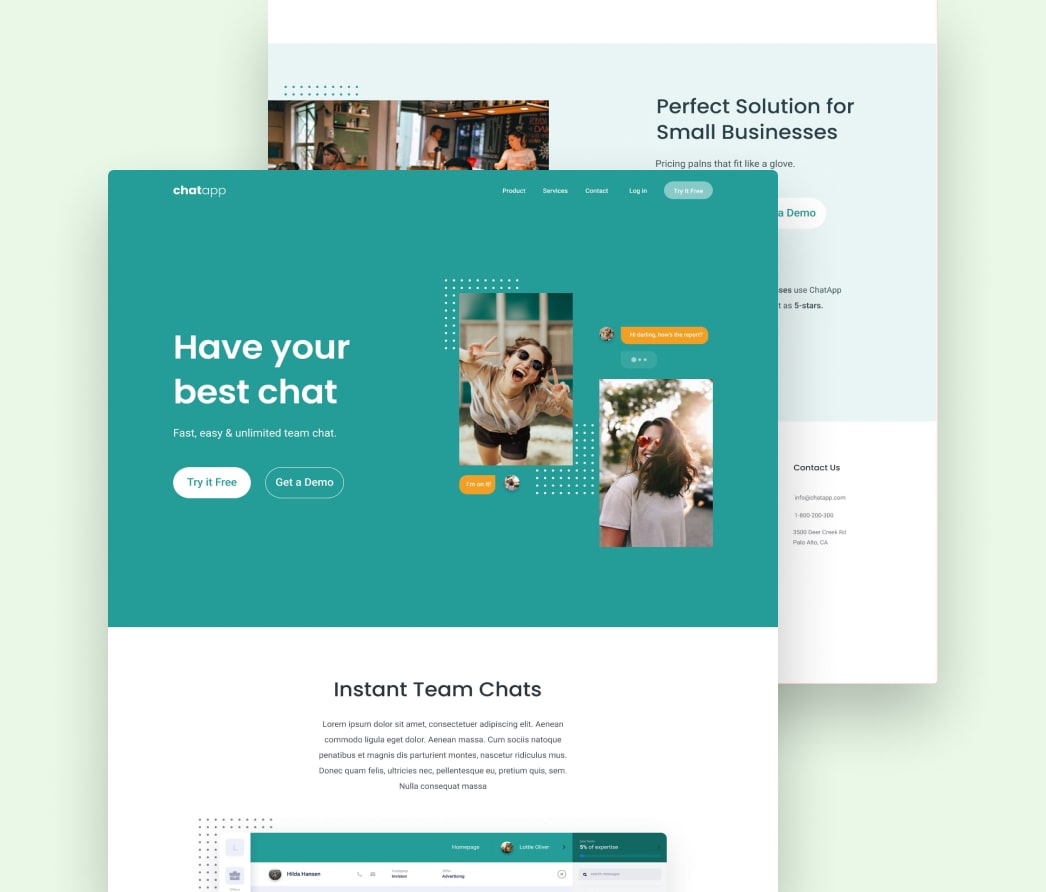 Perfect Solution for
Small Businesses
Pricing palns that fit like a glove.
a Demo
ses use ChatApp
t as 5-stars.
Contact Us
info@chatapp.com
1-800-200-300
3500 Deer Creek Rd
Palo Alto, CA
chatapp
Product Services Contact Log in Try It Free
Have your
best chat
Fast, easy & unlimited team chat.
Try it Free Get a Demo
Hi darling, how's the report?
I'm on it!
Instant Team Chats
Lorem ipsum dolor sit amet, consectetuer adipiscing elit. Aenean
commodo ligula eget dolor. Aenean massa. Cum sociis natoque
penatibus et magnis dis parturient montes, nascetur ridiculus mus.
Donec quam felis, ultricies nec, pellentesque eu, pretium quis, sem.
Nulla consequat massa
Homepage Lottie Oliver
5% of expertise
L
Hilda Hansen
Invision
Advertising
search messages